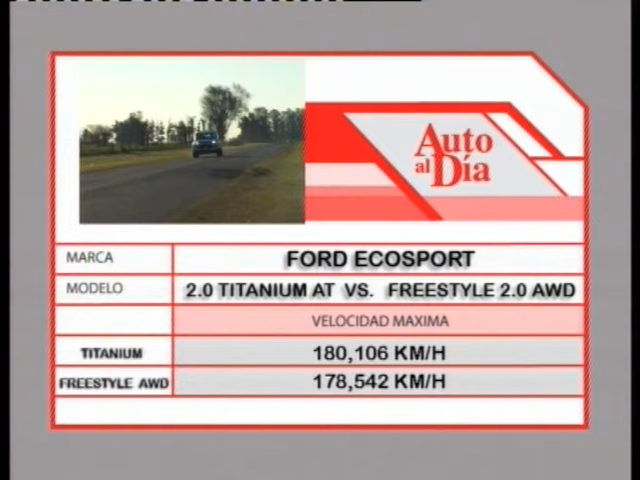 Auto
al Día
MARCA FORD ECOSPORT
MODELO 2.0 TITANIUM AT VS. FREESTYLE 2.0 AWD
VELOCIDAD MAXIMA
TITANIUM 180,106 KM/H
FREESTYLE AWD 178,542 KM/H